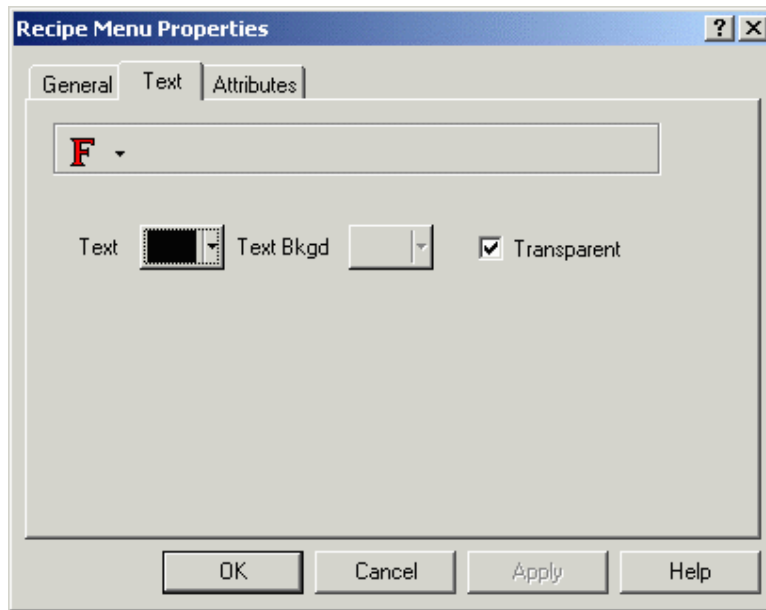 Recipe Menu Properties
General Text Attributes
F
Text Text Bkgd Transparent
OK Cancel Apply Help